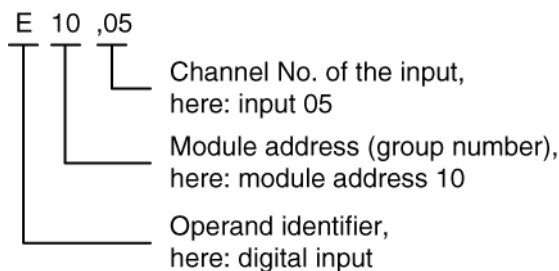 E 10 ,05
Channel No. of the input,
here: input 05
Module address (group number),
here: module address 10
Operand identifier,
here: digital input